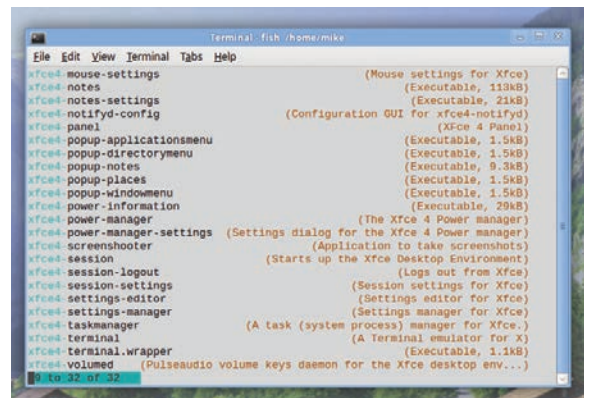 Terminal - fish /home/mike
File Edit View Terminal Tabs Help
xfce4-mouse-settings (Mouse settings for Xfce)
xfce4-notes (Executable, 113kB)
xfce4-notes-settings (Executable, 21kB)
xfce4-notifyd-config (Configuration GUI for xfce4-notifyd)
xfce4-panel (XFce 4 Panel)
xfce4-popup-applicationsmenu (Executable, 1.5kB)
xfce4-popup-directorymenu (Executable, 1.5kB)
xfce4-popup-notes (Executable, 9.3kB)
xfce4-popup-places (Executable, 1.5kB)
xfce4-popup-windowmenu (Executable, 1.5kB)
xfce4-power-information (Executable, 29kB)
xfce4-power-manager (The Xfce 4 Power manager)
xfce4-power-manager-settings (Settings dialog for the Xfce 4 Power manager)
xfce4-screenshooter (Application to take screenshots)
xfce4-session (Starts up the Xfce Desktop Environment)
xfce4-session-logout (Logs out from Xfce)
xfce4-session-settings (Session settings for Xfce)
xfce4-settings-editor (Settings editor for Xfce)
xfce4-settings-manager (Settings manager for Xfce)
xfce4-taskmanager (A task (system process) manager for Xfce.)
xfce4-terminal (A Terminal emulator for X)
xfce4-terminal.wrapper (Executable, 1.1kB)
xfce4-volumed (Pulseaudio volume keys daemon for the Xfce desktop env...)
9 to 32 of 32